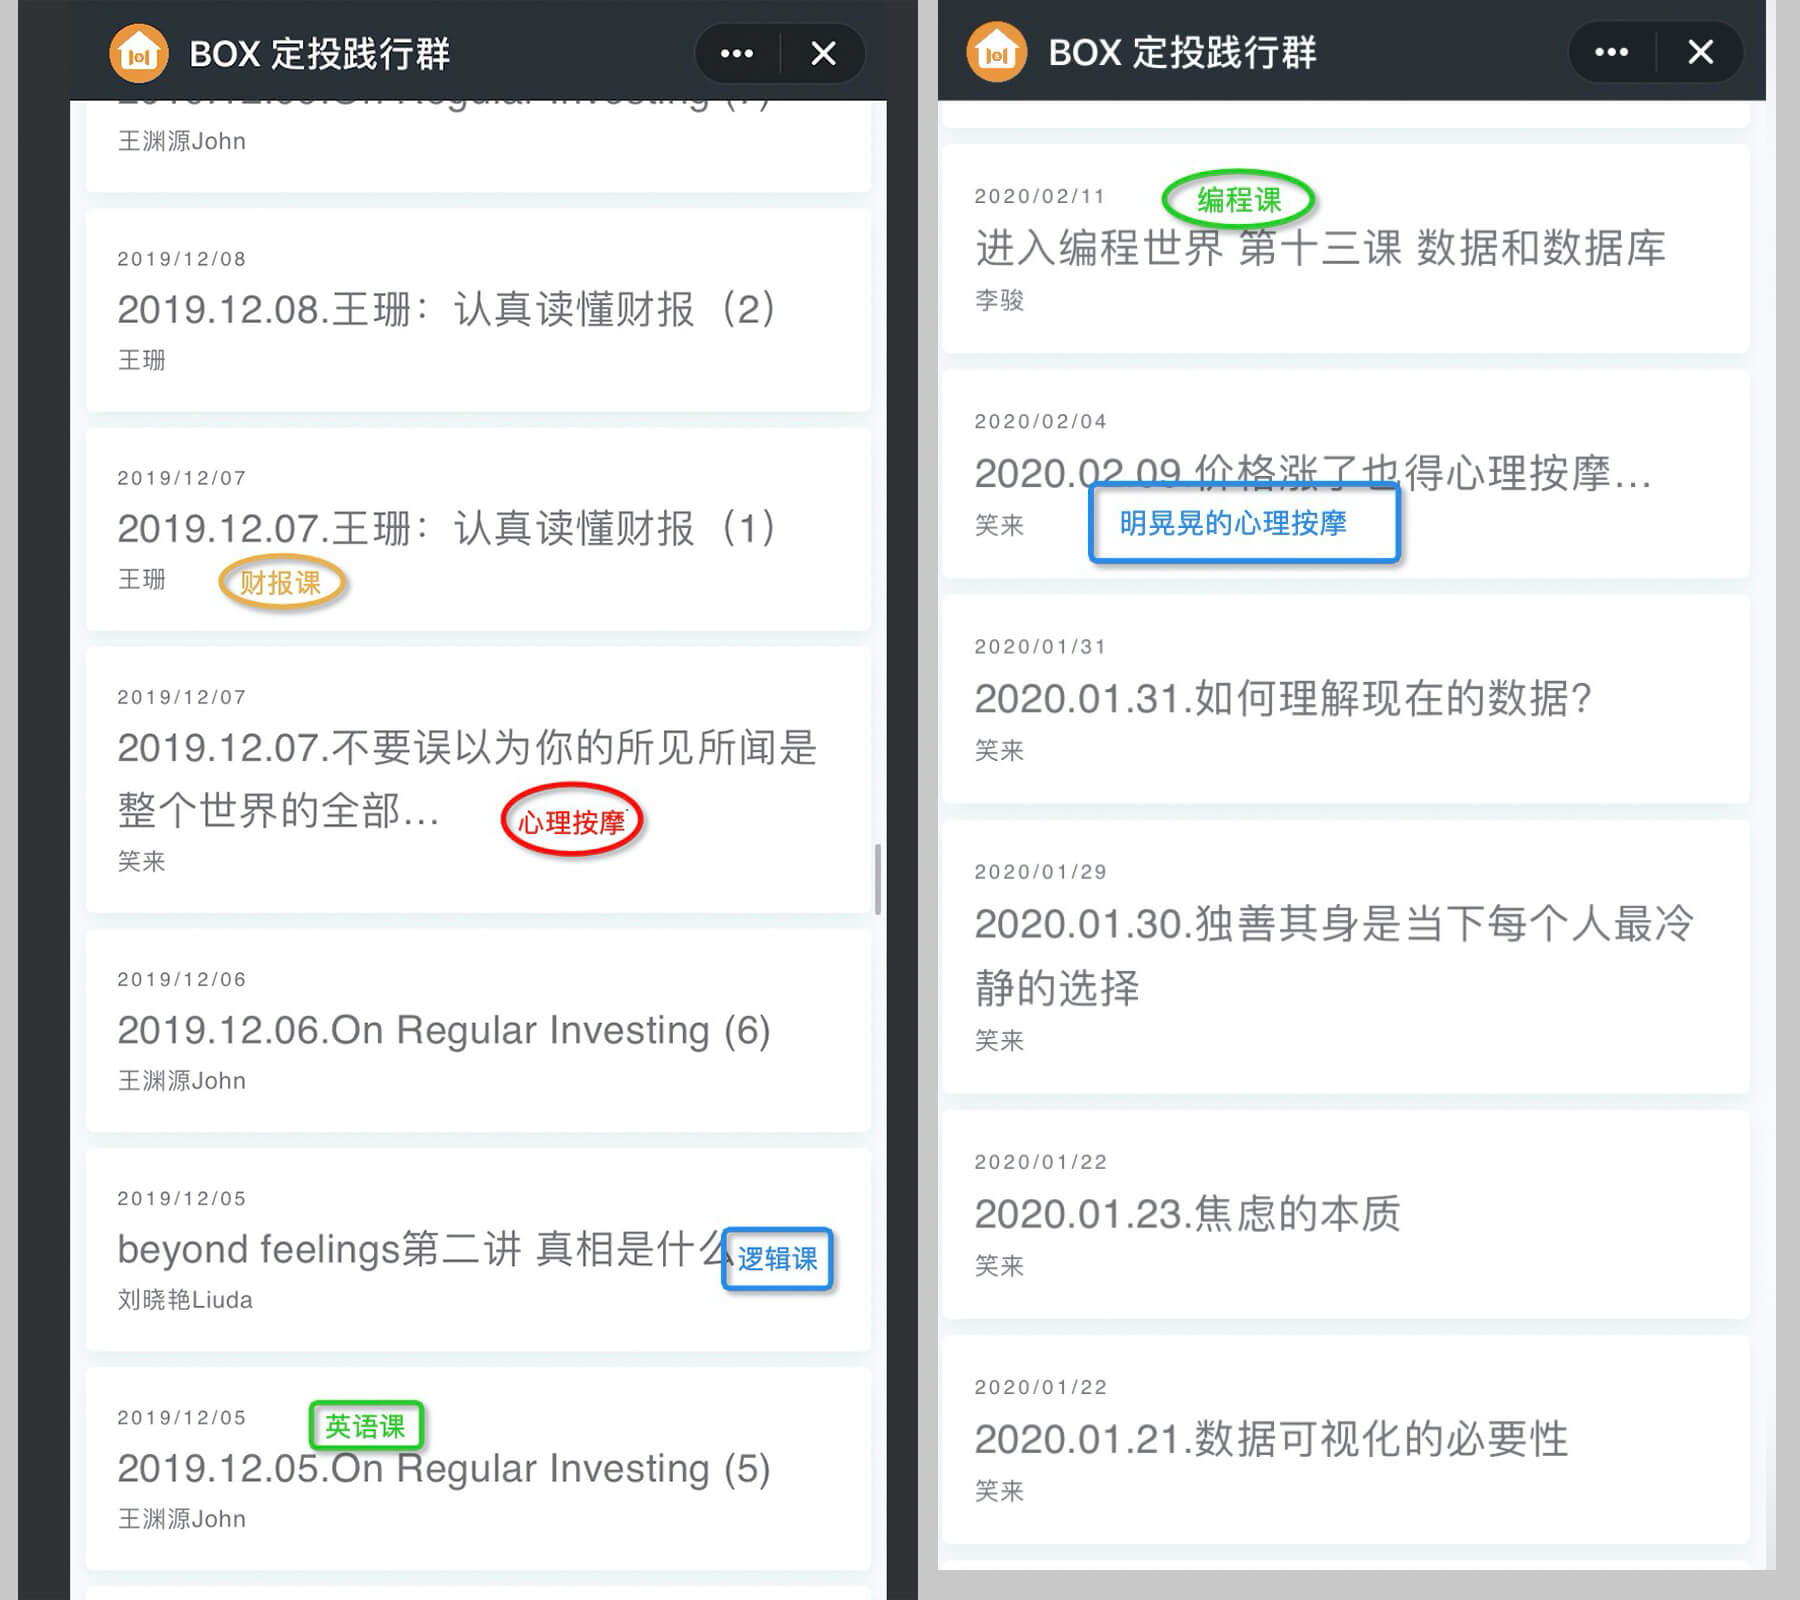 BOX 定投践行群
王渊源John
2019/12/08
2019.12.08.王珊：认真读懂财报（2）
王珊
2019/12/07
2019.12.07.王珊：认真读懂财报（1）
王珊
财报课
2019/12/07
2019.12.07.不要误以为你的所见所闻是
整个世界的全部...
心理按摩
笑来
2019/12/06
2019.12.06.On Regular Investing (6)
王渊源John
2019/12/05
beyond feelings第二讲 真相是什么
逻辑课
刘晓艳Liuda
2019/12/05
英语课
2019.12.05.On Regular Investing (5)
王渊源John
BOX 定投践行群
2020/02/11
编程课
进入编程世界 第十三课 数据和数据库
李骏
2020/02/04
2020.02.09.价格涨了也得心理按摩...
明晃晃的心理按摩
笑来
2020/01/31
2020.01.31.如何理解现在的数据?
笑来
2020/01/29
2020.01.30.独善其身是当下每个人最冷
静的选择
笑来
2020/01/22
2020.01.23.焦虑的本质
笑来
2020/01/22
2020.01.21.数据可视化的必要性
笑来